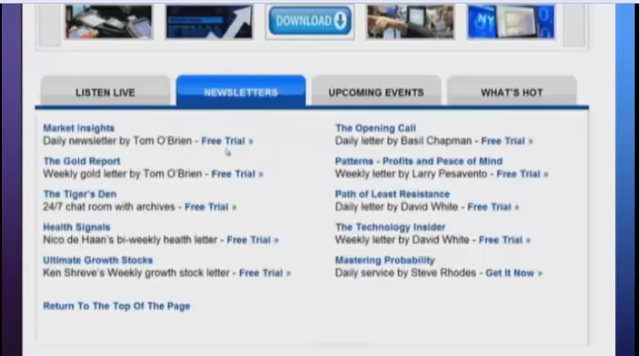 DOWNLOAD
NY
LISTEN LIVE
NEWSLETTERS
UPCOMING EVENTS
WHAT'S HOT
Market Insights
Daily newsletter by Tom O'Brien - Free Trial »
The Gold Report
Weekly gold letter by Tom O'Brien - Free Trial »
The Tiger's Den
24/7 chat room with archives - Free Trial »
Health Signals
Nico de Haan's bi-weekly health letter - Free Trial »
Ultimate Growth Stocks
Ken Shreve's Weekly growth stock letter - Free Trial »
Return To The Top Of The Page
The Opening Call
Daily letter by Basil Chapman - Free Trial »
Patterns - Profits and Peace of Mind
Weekly letter by Larry Pesavento - Free Trial »
Path of Least Resistance
Daily letter by David White - Free Trial »
The Technology Insider
Weekly letter by David White - Free Trial »
Mastering Probability
Daily service by Steve Rhodes - Get It Now »